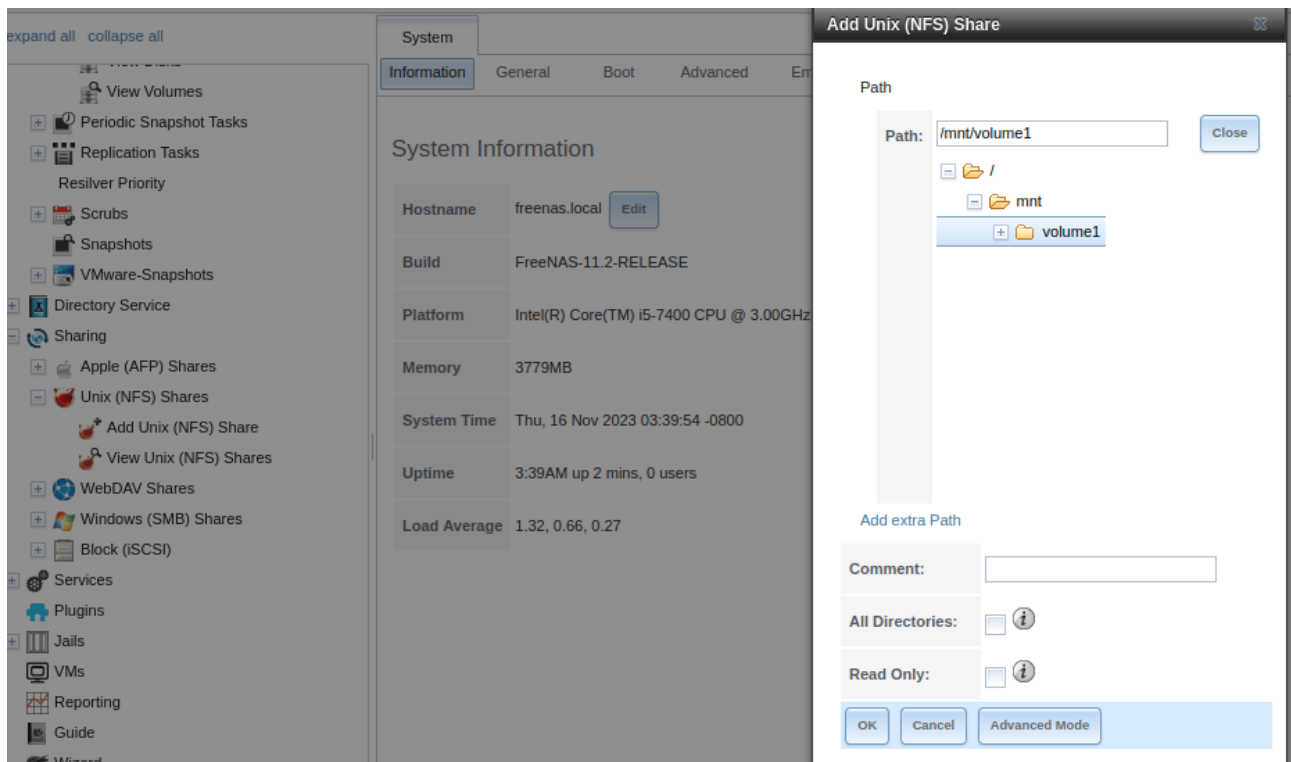 expand all collapse all
View Volumes
Periodic Snapshot Tasks
Replication Tasks
Resilver Priority
Scrubs
Snapshots
VMware-Snapshots
Directory Service
Sharing
Apple (AFP) Shares
Unix (NFS) Shares
Add Unix (NFS) Share
View Unix (NFS) Shares
WebDAV Shares
Windows (SMB) Shares
Block (iSCSI)
Services
Plugins
Jails
VMs
Reporting
Guide
System
Information General Boot Advanced Em
System Information
Hostname freenas.local Edit
Build FreeNAS-11.2-RELEASE
Platform Intel(R) Core(TM) i5-7400 CPU @ 3.00GHz
Memory 3779MB
System Time Thu, 16 Nov 2023 03:39:54 -0800
Uptime 3:39AM up 2 mins, 0 users
Load Average 1.32, 0.66, 0.27
Add Unix (NFS) Share
Path
Path: /mnt/volume1 Close
/
mnt
volume1
Add extra Path
Comment:
All Directories:
Read Only:
OK Cancel Advanced Mode